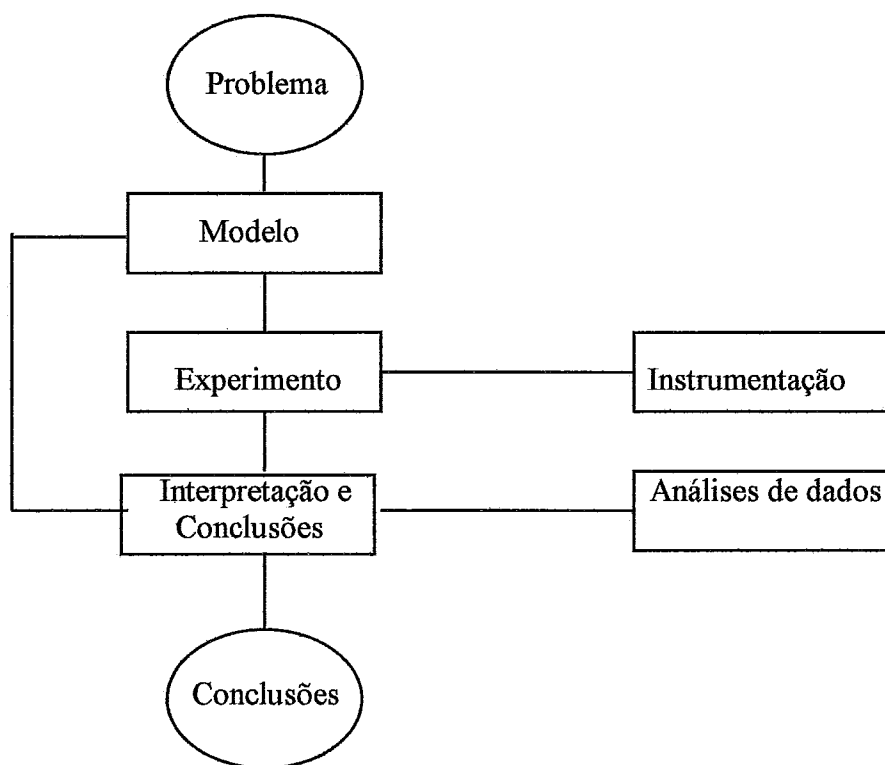 Problema
Modelo
Experimento
Instrumentação
Interpretação e
Conclusões
Análises de dados
Conclusões